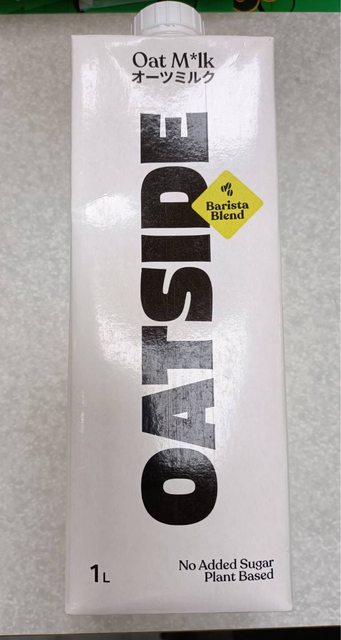 Oat M*lk
オーツミルク
OATSIDE
Barista
Blend
1L
No Added Sugar
Plant Based